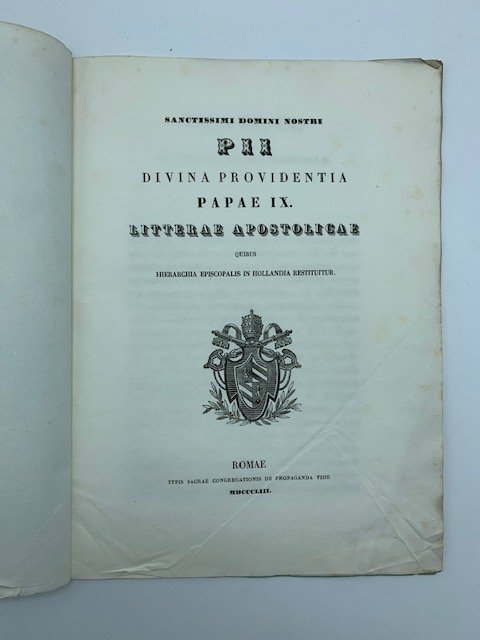 SANCTISSIMI DOMINI NOSTRI
PII
DIVINA PROVIDENTIA
PAPAE IX.
LITTERAE APOSTOLICAE
QUIBUS
HIERARCHIA EPISCOPALIS IN HOLLANDIA RESTITUITUR.
ROMAE
TYPIS SACRAE CONGREGATIONIS DE PROPAGANDA FIDE
MDCCCLIII.